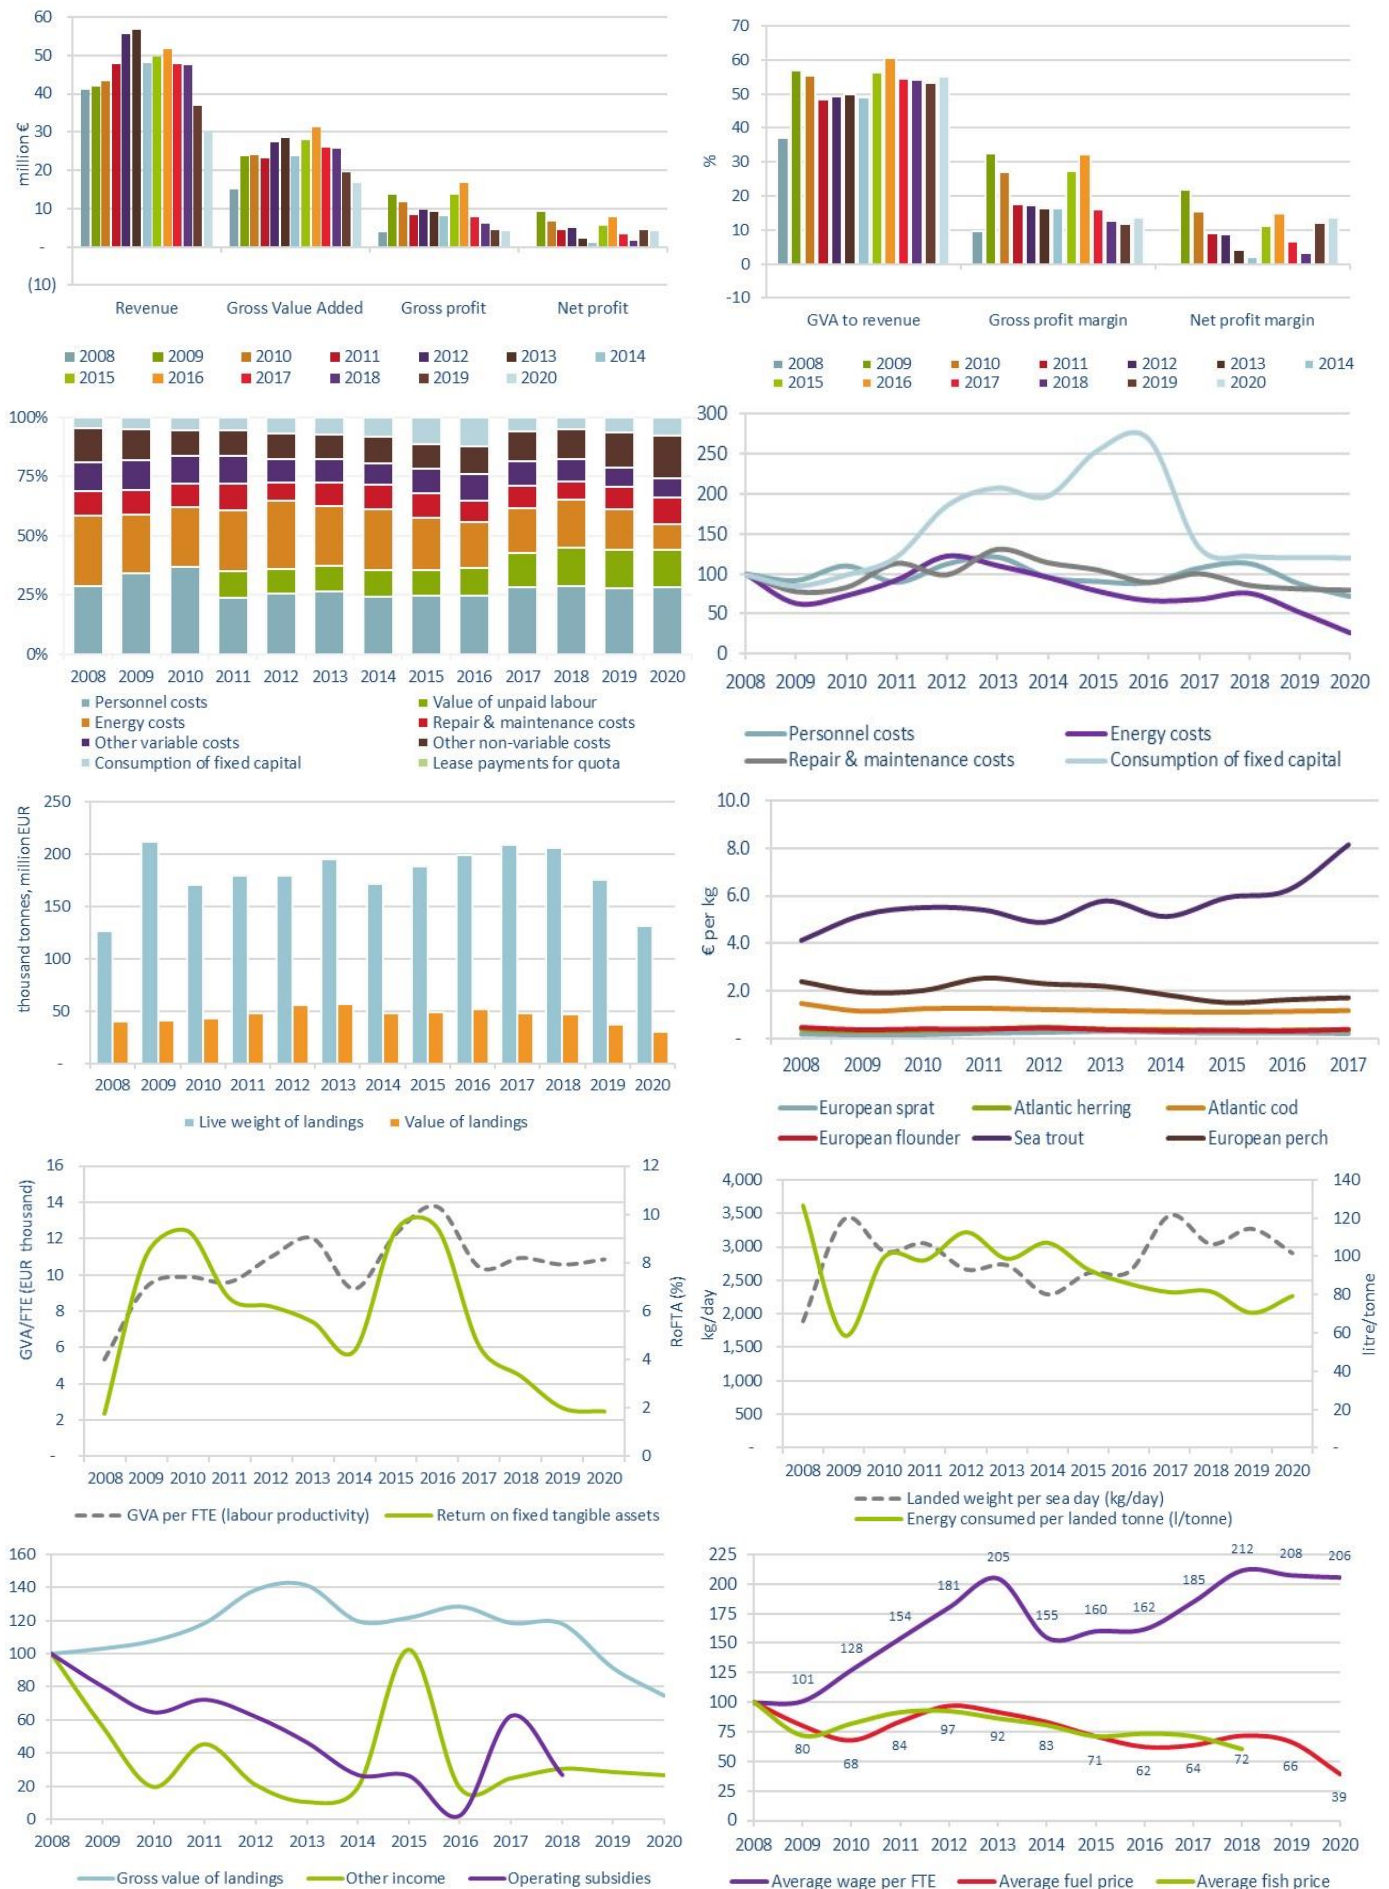 60
50
40
30
20
10
-
(10)
million €
Revenue Gross Value Added Gross profit Net profit
2008 2009 2010 2011 2012 2013 2014
2015 2016 2017 2018 2019 2020
70
60
50
40
30
20
10
0
-10
%
GVA to revenue Gross profit margin Net profit margin
2008 2009 2010 2011 2012 2013 2014
2015 2016 2017 2018 2019 2020
100%
75%
50%
25%
0%
2008 2009 2010 2011 2012 2013 2014 2015 2016 2017 2018 2019 2020
Personnel costs Value of unpaid labour
Energy costs Repair & maintenance costs
Other variable costs Other non-variable costs
Consumption of fixed capital Lease payments for quota
300
250
200
150
100
50
0
2008 2009 2010 2011 2012 2013 2014 2015 2016 2017 2018 2019 2020
Personnel costs Energy costs
Repair & maintenance costs Consumption of fixed capital
250
200
150
100
50
-
thousand tonnes, million EUR
2008 2009 2010 2011 2012 2013 2014 2015 2016 2017 2018 2019 2020
Live weight of landings Value of landings
10.0
8.0
6.0
4.0
2.0
-
€ per kg
2008 2009 2010 2011 2012 2013 2014 2015 2016 2017
European sprat Atlantic herring Atlantic cod
European flounder Sea trout European perch
16
14
12
10
8
6
4
2
-
GVA/FTE (EUR thousand)
12
10
8
6
4
2
0
RoFTA (%)
2008 2009 2010 2011 2012 2013 2014 2015 2016 2017 2018 2019 2020
GVA per FTE (labour productivity) Return on fixed tangible assets
4,000
3,500
3,000
2,500
2,000
1,500
1,000
500
-
kg/day
140
120
100
80
60
40
20
-
litre/tonne
2008 2009 2010 2011 2012 2013 2014 2015 2016 2017 2018 2019 2020
Landed weight per sea day (kg/day)
Energy consumed per landed tonne (l/tonne)
160
140
120
100
80
60
40
20
0
2008 2009 2010 2011 2012 2013 2014 2015 2016 2017 2018 2019 2020
Gross value of landings Other income Operating subsidies
225
200
175
150
125
100
75
50
25
0
101 128 154 181 205 155 160 162 185 212 208 206
80 68 84 97 92 83 71 62 64 72 66 39
2008 2009 2010 2011 2012 2013 2014 2015 2016 2017 2018 2019 2020
Average wage per FTE Average fuel price Average fish price